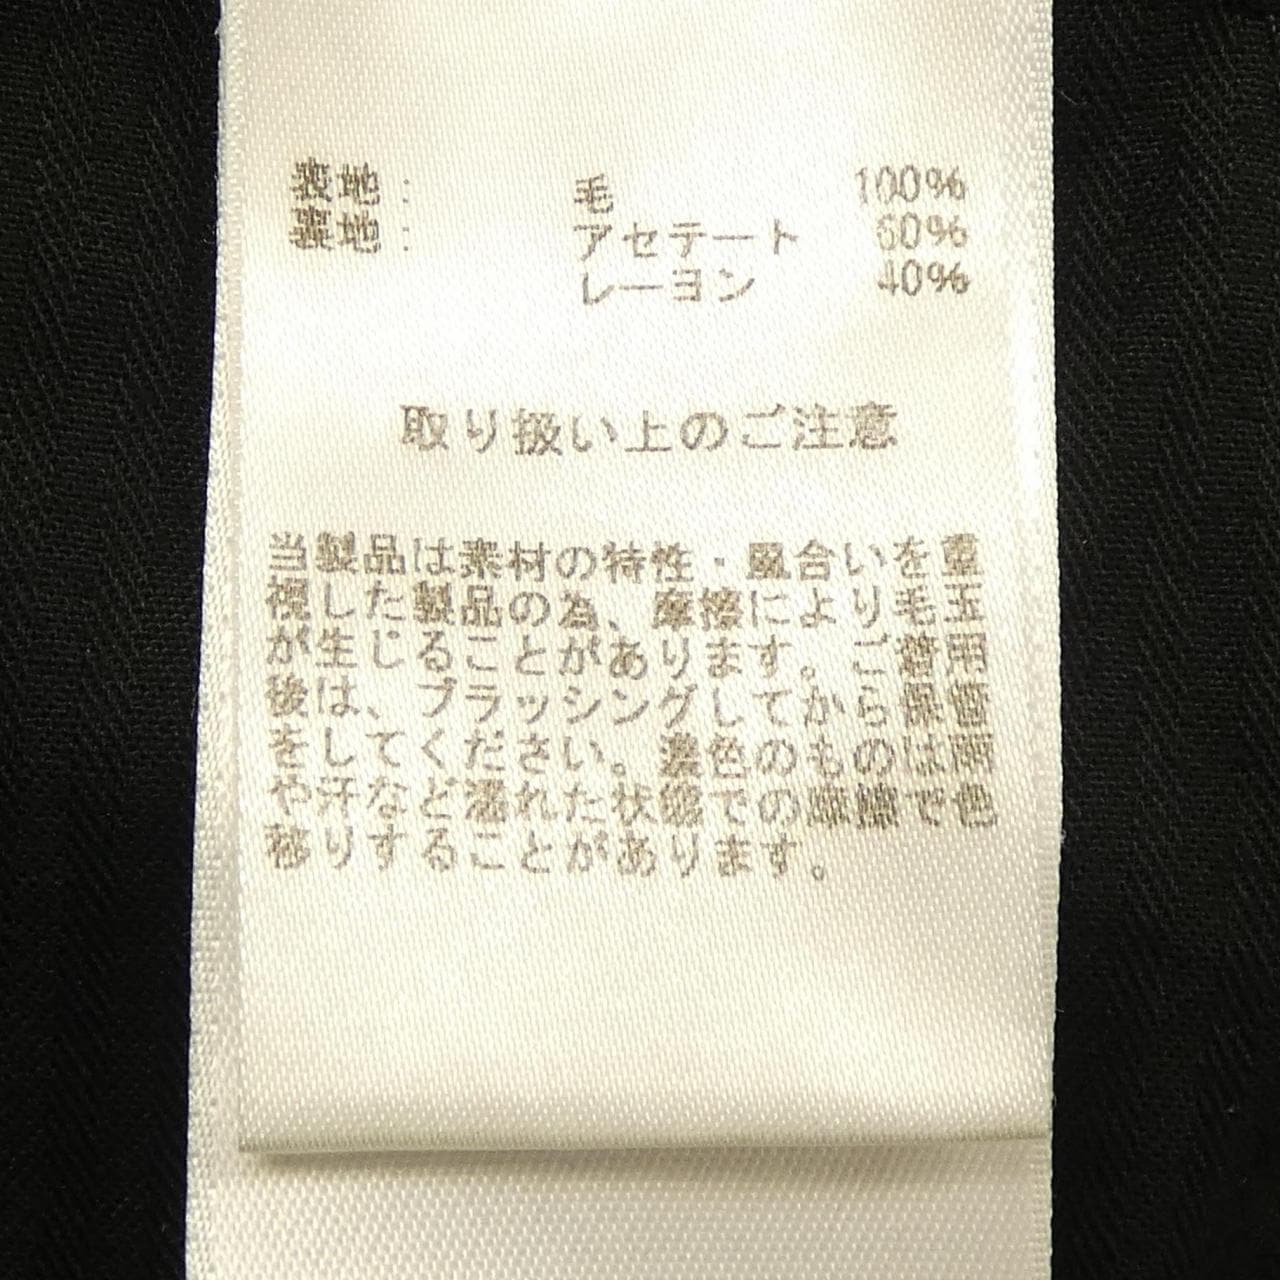 表地: 毛 100%
裏地: アセテート 60%
レーヨン 40%
取り扱い上のご注意
当製品は素材の特性・風合いを重
視した製品の為、摩擦により毛玉
が生じることがあります。ご着用
後は、ブラッシングしてから保管
をしてください。濃色のものは雨
や汗など濡れた状態での摩擦で色
移りすることがあります。